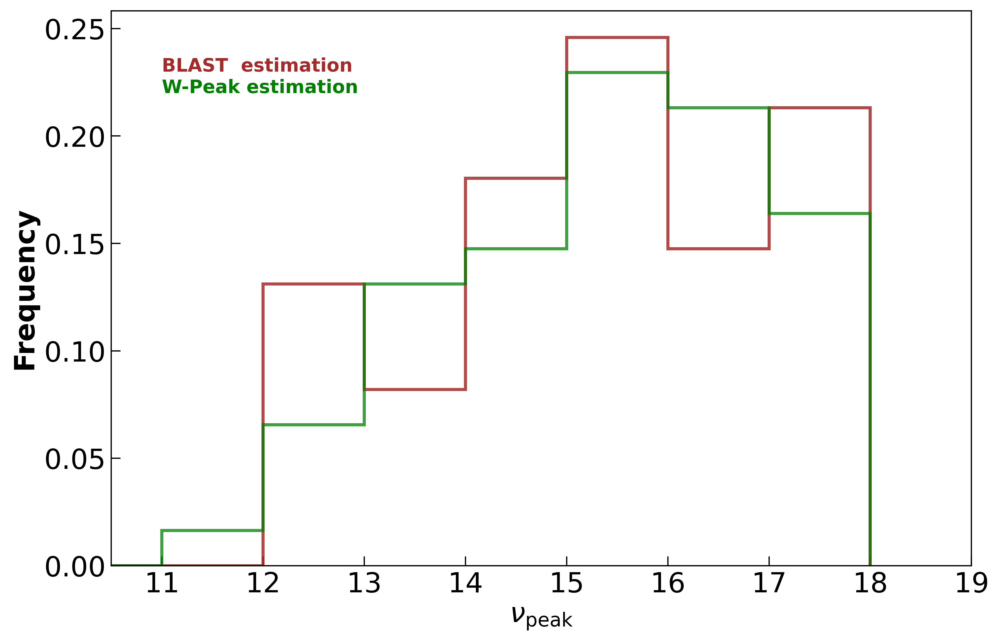 0.25
BLAST  estimation
W-Peak estimation
0.20
0.15
Frequency
0.10
0.05
0.00
11 12 13 14 15 16 17 18 19
νpeak